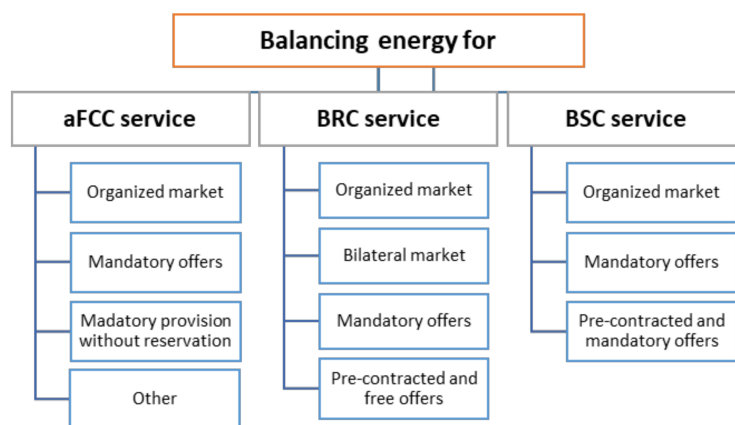 Balancing energy for
aFCC service
Organized market
Mandatory offers
Madatory provision
without reservation
Other
BRC service
Organized market
Bilateral market
Mandatory offers
Pre-contracted and
free offers
BSC service
Organized market
Mandatory offers
Pre-contracted and
mandatory offers